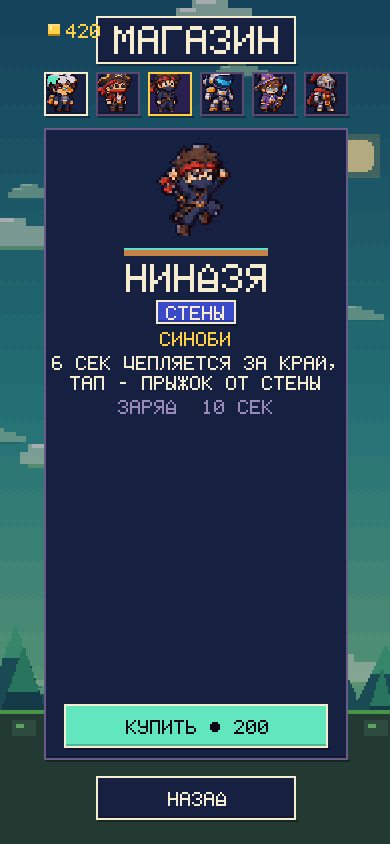 420
МАГАЗИН
НИНДЗЯ
СТЕНЫ
СИНОБИ
6 СЕК ЦЕПЛЯЕТСЯ ЗА КРАЙ,
ТАП - ПРЫЖОК ОТ СТЕНЫ
ЗАРЯД 10 СЕК
КУПИТЬ ● 200
НАЗАД